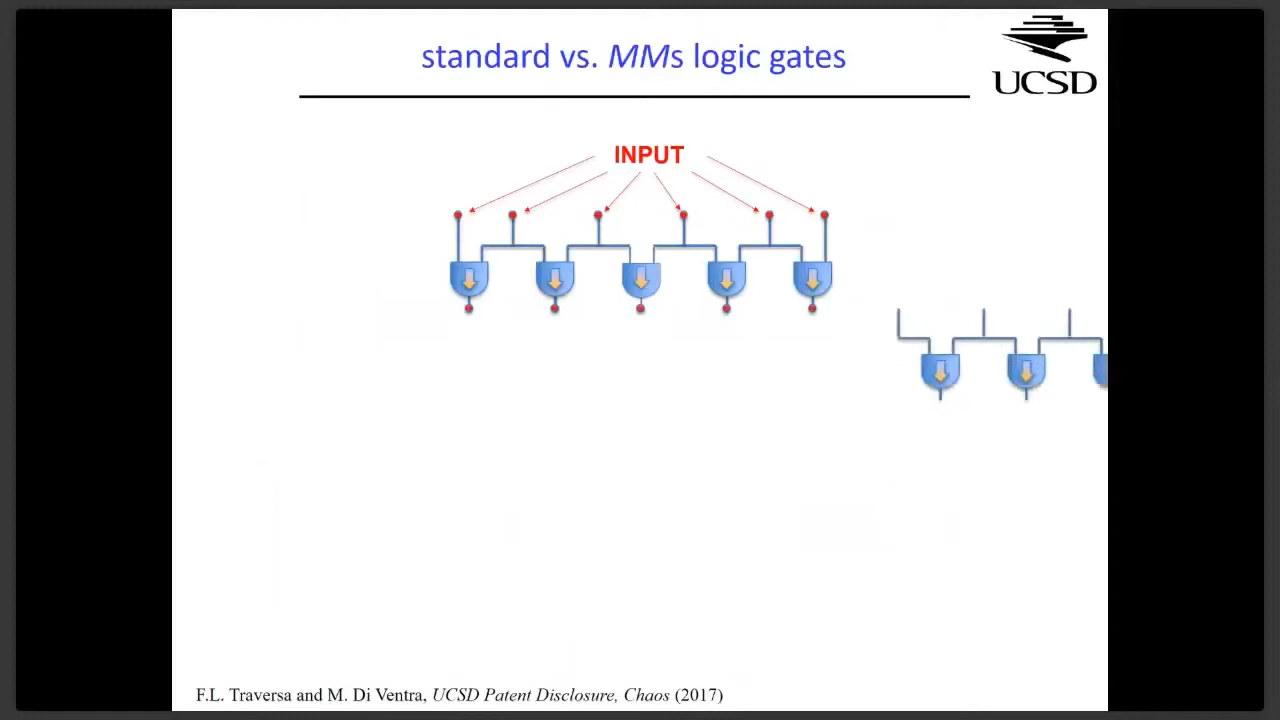 standard vs. MMs logic gates
UCSD
INPUT
F.L. Traversa and M. Di Ventra, UCSD Patent Disclosure, Chaos (2017)